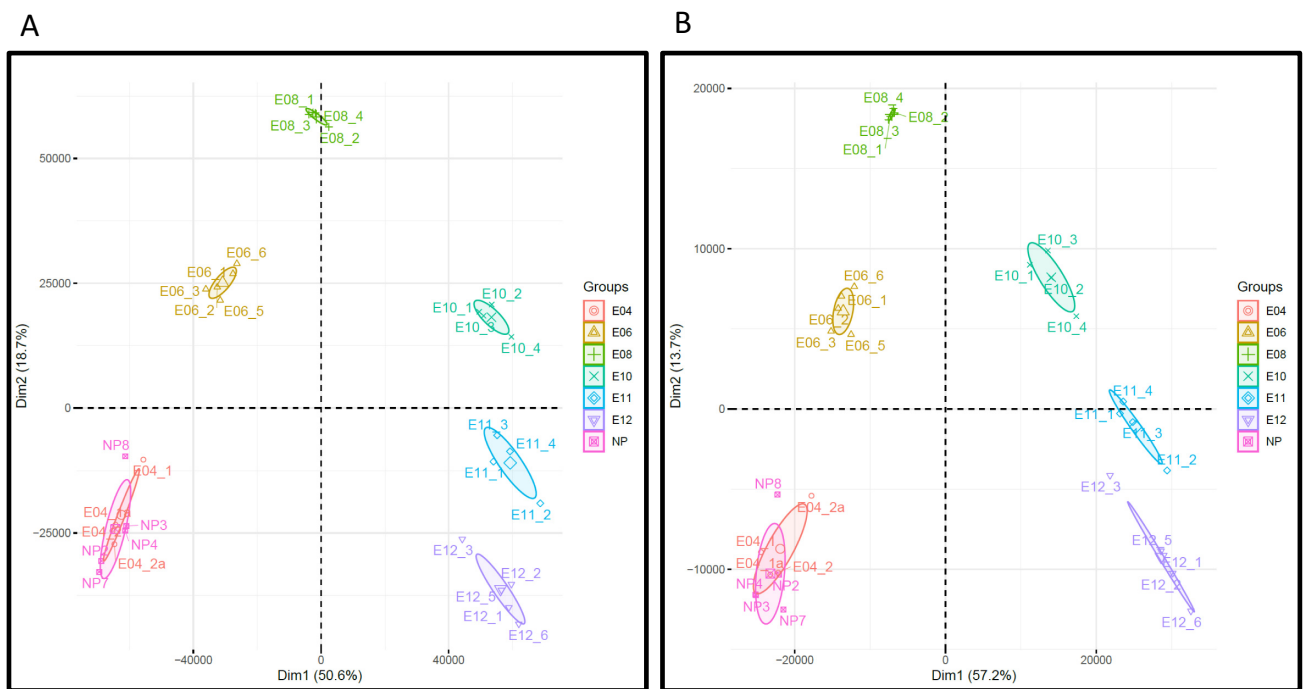 A
E08_1
E08_4
E08_3
E08_2
50000
E06_6
E06_1
25000
E06_3
E06_2
E06_5
E10_2
E10_1
E10_3
E10_4
Dim2 (18.7%)
0
NP8
E04_1
E11_3
E11_4
E11_1
E11_2
NP3
NP4
NP2
E04_2a
NP7
−25000
E12_3
E12_2
E12_5
E12_1
E12_6
−40000
0
40000
Dim1 (50.6%)
Groups
E04
E06
E08
E10
E11
E12
NP
B
20000
E08_4
E08_2
E08_3
E08_1
E10_3
10000
E10_1
E10_2
E10_4
E06_6
E06_1
E06_3
E06_5
Dim2 (13.7%)
0
E11_4
E11_1
E11_3
E11_2
NP8
E12_3
E04_2a
E04_1
E12_5
E04_1a
E04_2
E12_1
NP4
NP2
−10000
E12_2
NP3
NP7
E12_6
−20000
0
20000
Dim1 (57.2%)
Groups
E04
E06
E08
E10
E11
E12
NP